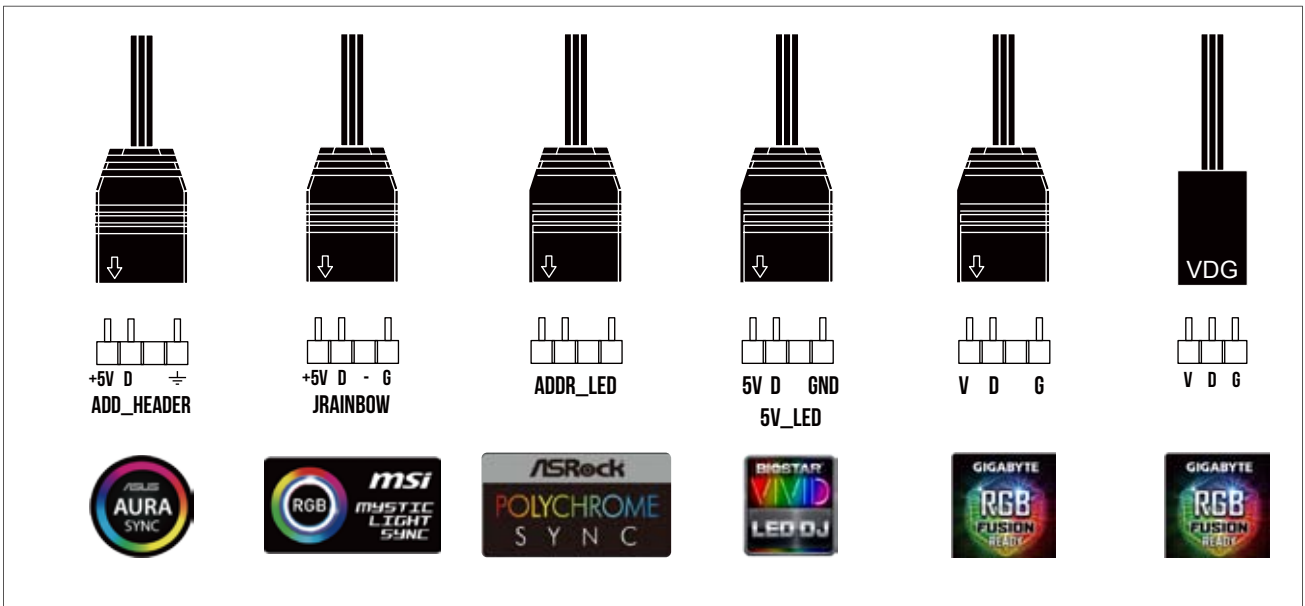 VDG
+5V D ⏚
ADD_HEADER
+5V D - G
JRAINBOW
ADDR_LED
5V D GND
5V_LED
V D G
V D G
ASUS
AURA
SYNC
RGB
msi
MYSTIC
LIGHT
SYNC
ASRock
POLYCHROME
SYNC
BIOSTAR
VIVID
LED DJ
GIGABYTE
RGB
FUSION
READY
GIGABYTE
RGB
FUSION
READY